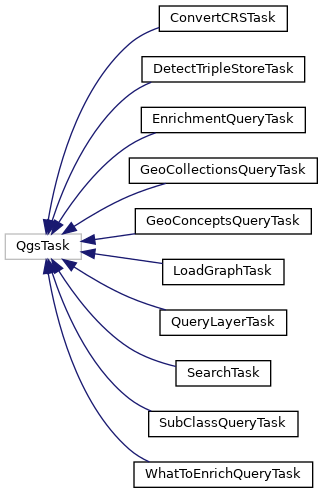 ConvertCRSTask
DetectTripleStoreTask
EnrichmentQueryTask
GeoCollectionsQueryTask
GeoConceptsQueryTask
QgsTask
LoadGraphTask
QueryLayerTask
SearchTask
SubClassQueryTask
WhatToEnrichQueryTask